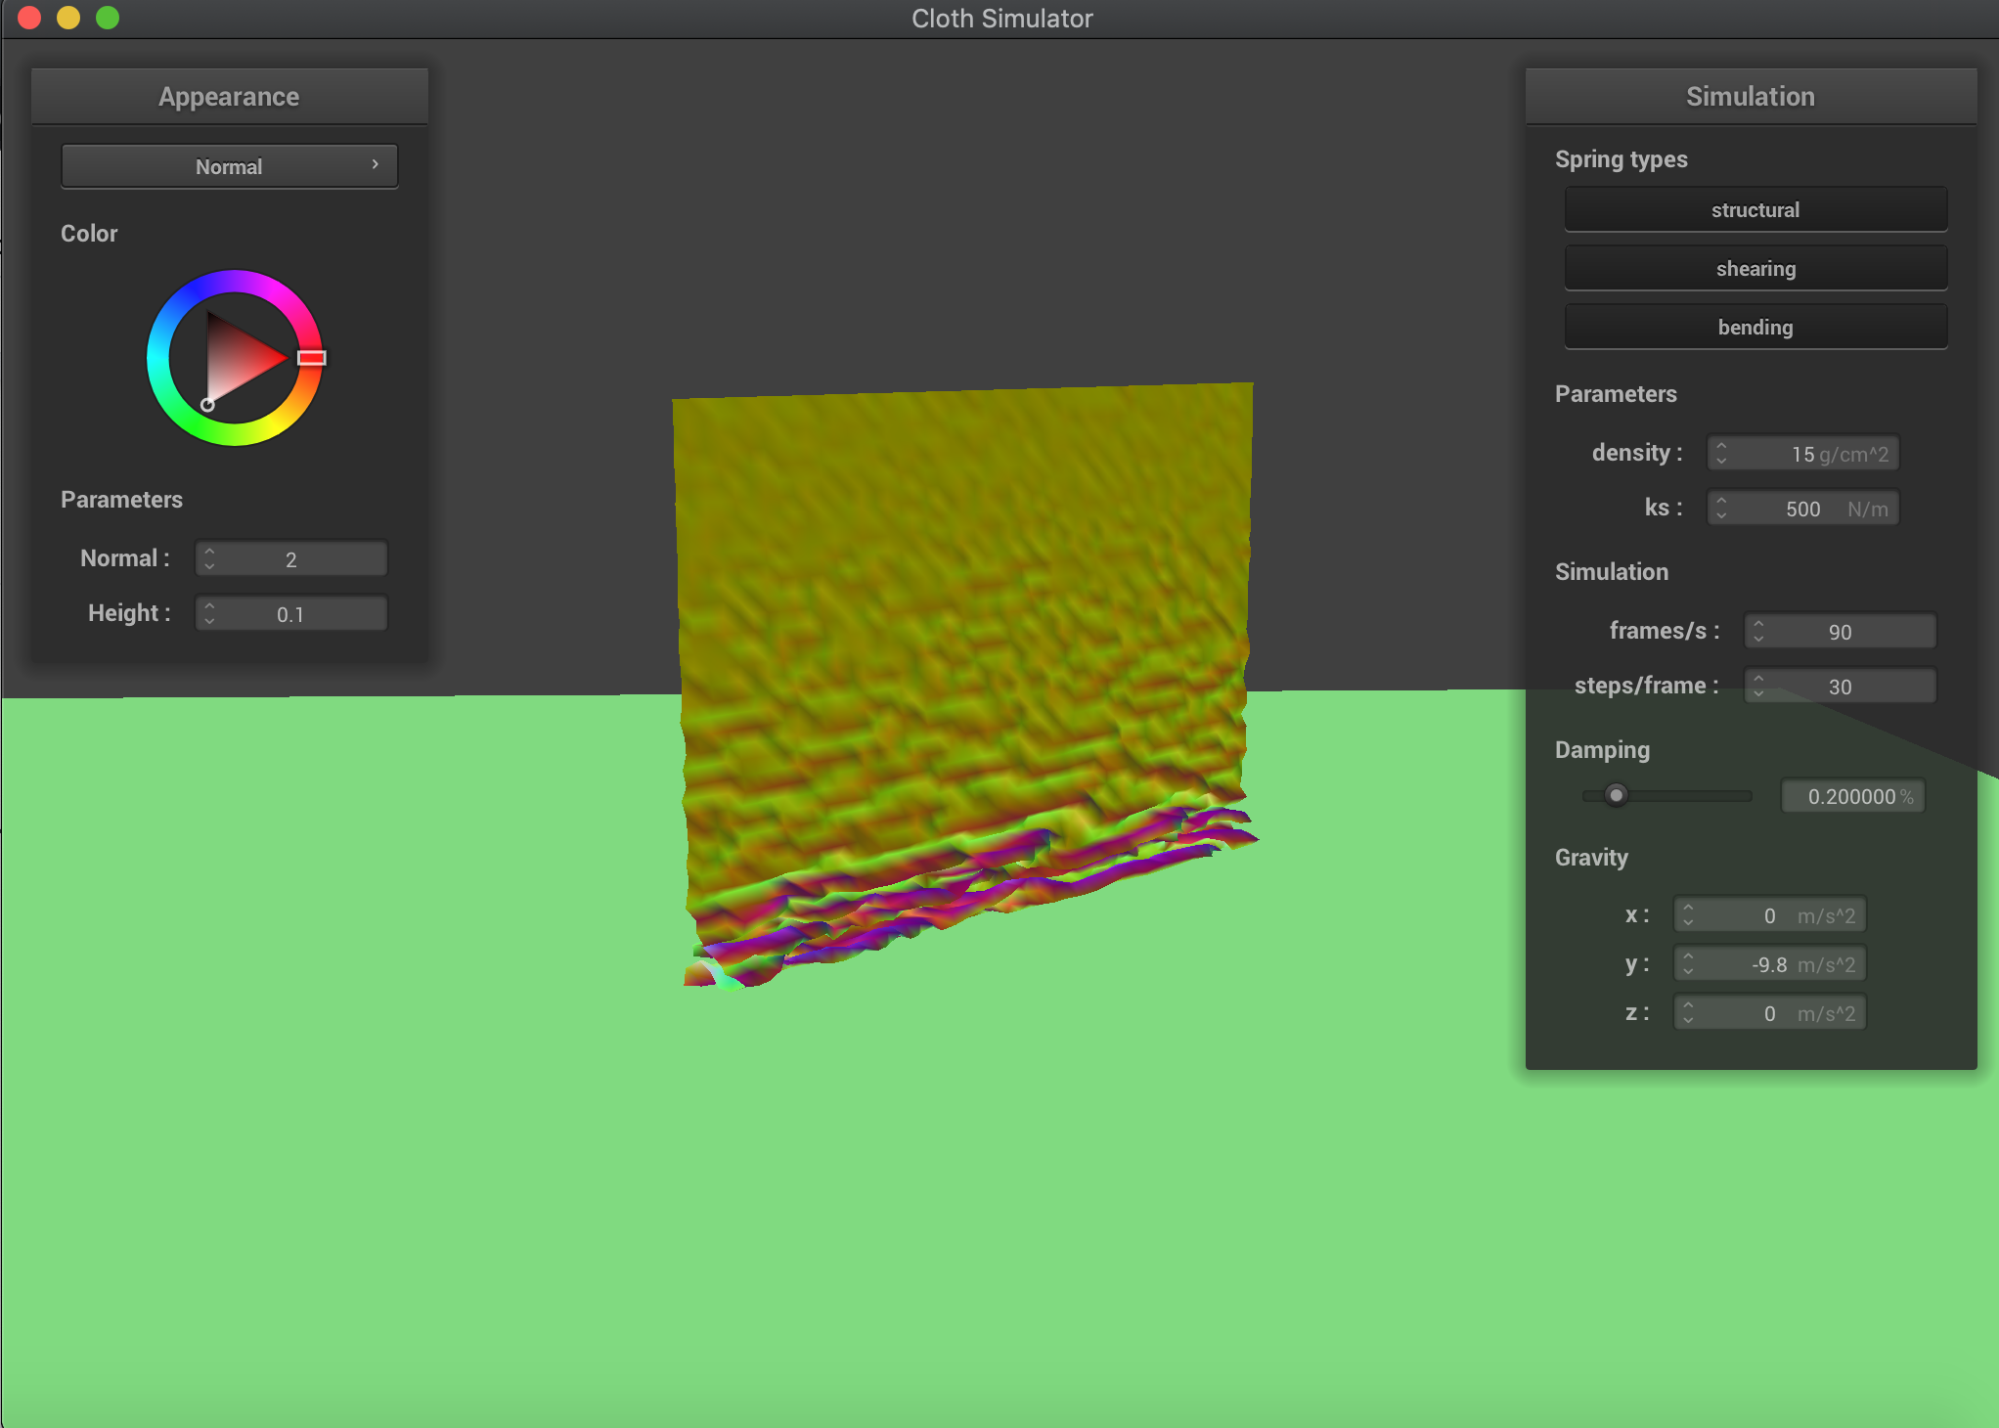 Cloth Simulator
Appearance
Normal
Color
Parameters
Normal : 2
Height : 0.1
Simulation
Spring types
structural
shearing
bending
Parameters
density : 15 g/cm^2
ks : 500 N/m
Simulation
frames/s : 90
steps/frame : 30
Damping
0.200000 %
Gravity
x : 0 m/s^2
y : -9.8 m/s^2
z : 0 m/s^2